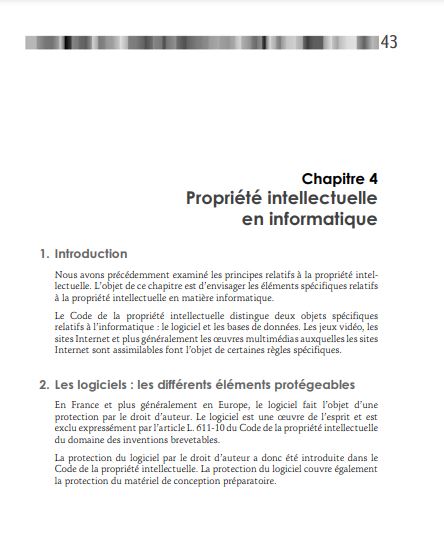 43
Chapitre 4
Propriété intellectuelle
en informatique
1. Introduction
Nous avons précédemment examiné les principes relatifs à la propriété intel-
lectuelle. L'objet de ce chapitre est d'envisager les éléments spécifiques relatifs
à la propriété intellectuelle en matière informatique.
Le Code de la propriété intellectuelle distingue deux objets spécifiques
relatifs à l'informatique : le logiciel et les bases de données. Les jeux vidéo, les
sites Internet et plus généralement les œuvres multimédias auxquelles les sites
Internet sont assimilables font l'objet de certaines règles spécifiques.
2. Les logiciels : les différents éléments protégeables
En France et plus généralement en Europe, le logiciel fait l'objet d'une
protection par le droit d'auteur. Le logiciel est une œuvre de l'esprit et est
exclu expressément par l'article L. 611-10 du Code de la propriété intellectuelle
du domaine des inventions brevetables.
La protection du logiciel par le droit d'auteur a donc été introduite dans le
Code de la propriété intellectuelle. La protection du logiciel couvre également
la protection du matériel de conception préparatoire.